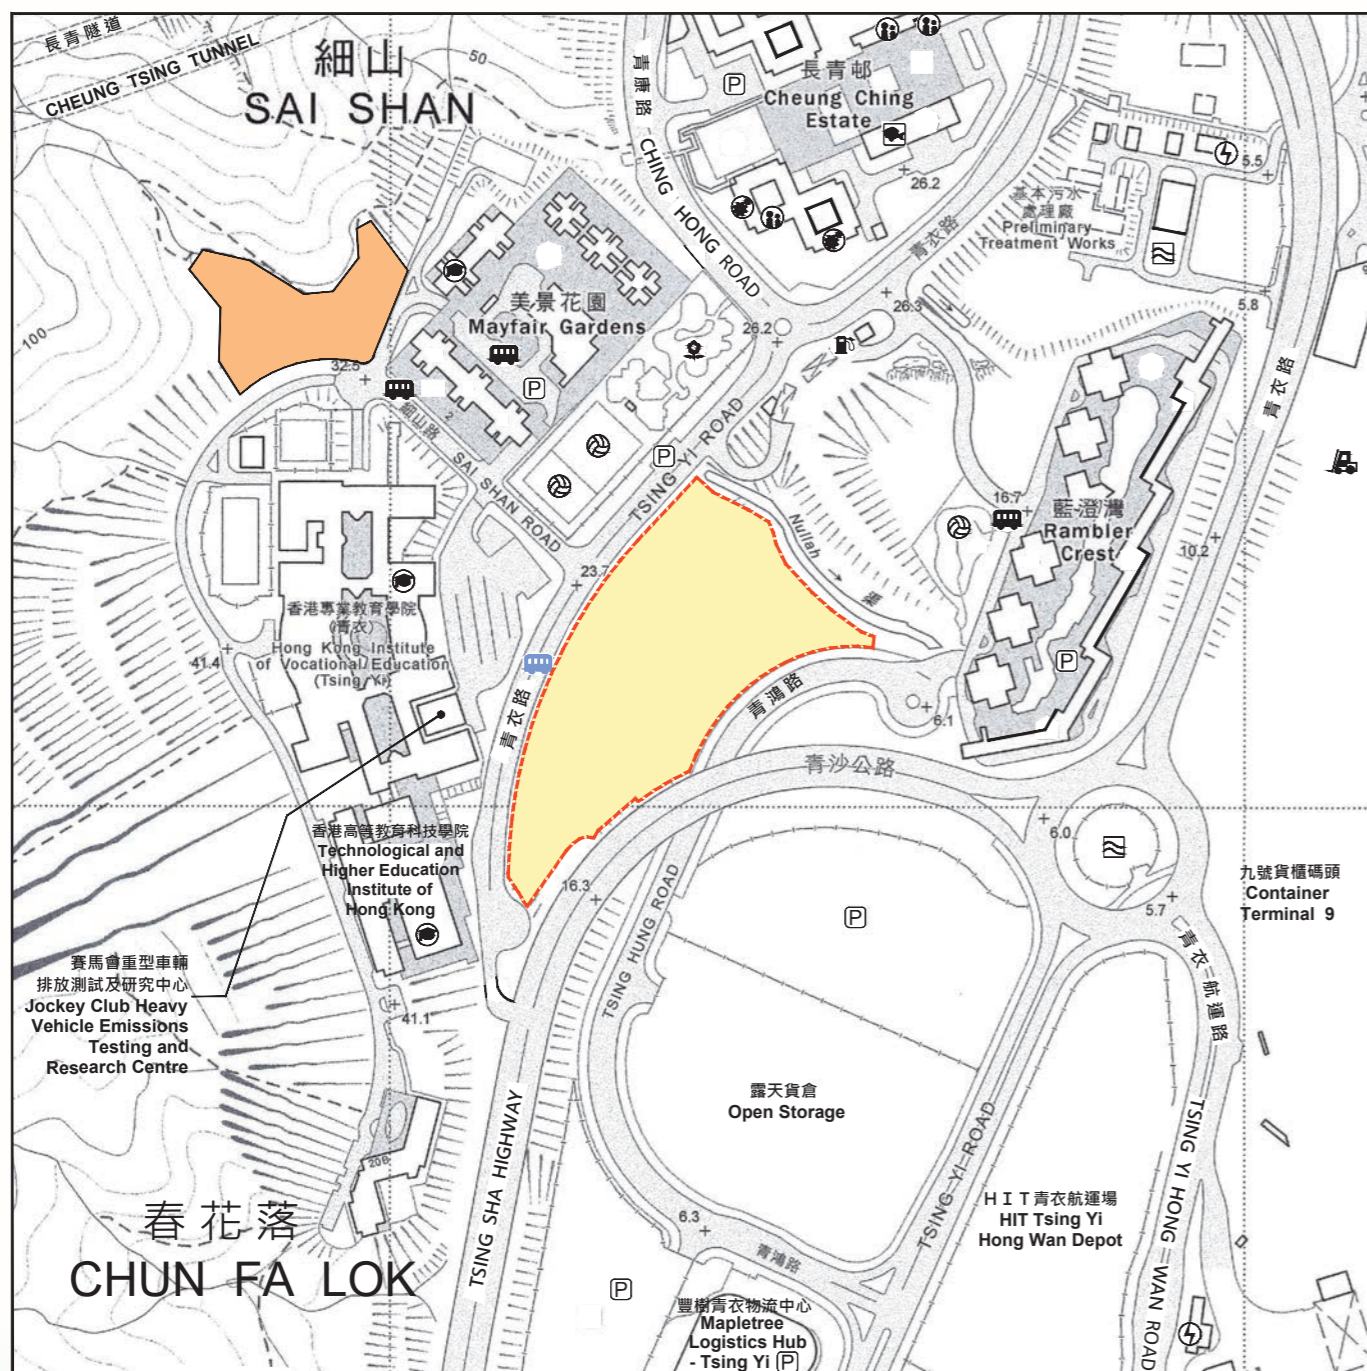 長青隧道
CHEUNG TSING TUNNEL
細山
SAI SHAN
50
100
青康路
CHING HONG ROAD
P
長青邨
Cheung Ching
Estate
26.2
5.5
基本污水
處理廠
Preliminary
Treatment Works
5.8
青衣路
26.3
26.2
美景花園
Mayfair Gardens
P
32.5
細山路
2
SAI SHAN ROAD
TSING YI ROAD
P
Nullah
渠
16.7
藍澄灣
Rambler
Crest
10.2
P
青衣路
23.7
香港專業教育學院
(青衣)
Hong Kong Institute
of Vocational Education
(Tsing Yi)
41.4
青衣路
青鴻路
6.1
青沙公路
香港高等教育科技學院
Technological and
Higher Education
Institute of
Hong Kong
16.3
6.0
5.7
九號貨櫃碼頭
Container
Terminal 9
P
TSING HUNG ROAD
青衣航運路
賽馬會重型車輛
排放測試及研究中心
Jockey Club Heavy
Vehicle Emissions
Testing and
Research Centre
41.1
露天貨倉
Open Storage
TSING SHA HIGHWAY
TSING YI ROAD
TSING YI HONG WAN ROAD
20B
春花落
CHUN FA LOK
6.3
青鴻路
H I T 青衣航運場
HIT Tsing Yi
Hong Wan Depot
P
豐樹青衣物流中心
Mapletree
Logistics Hub
- Tsing Yi P